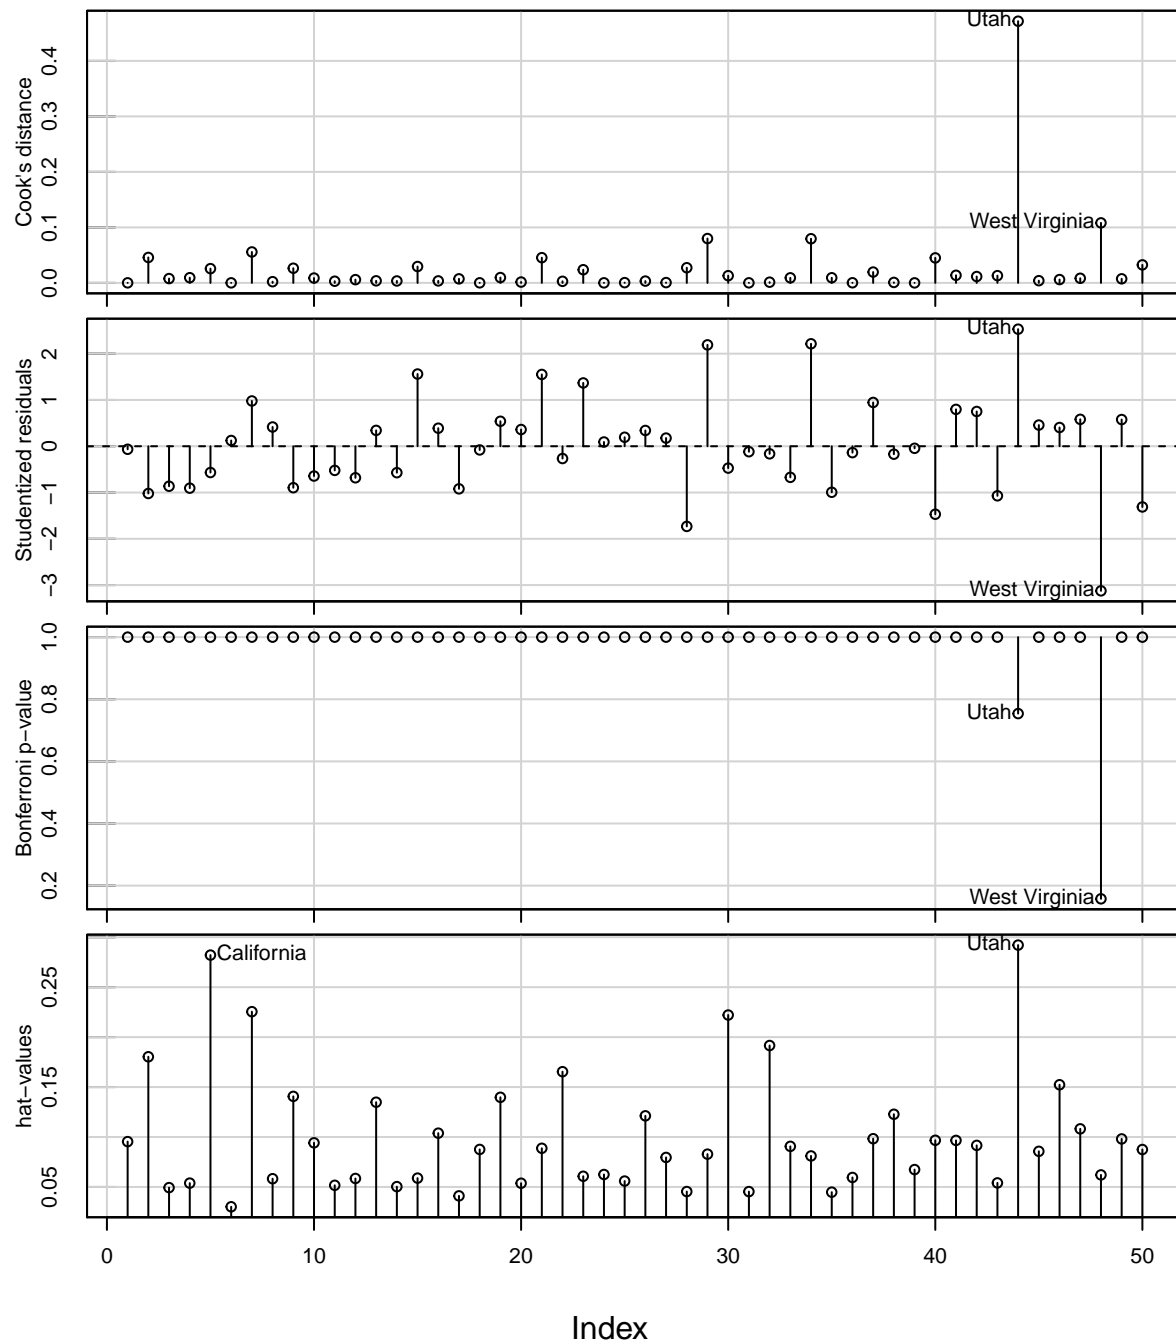 Cook's distance
0.0 0.1 0.2 0.3 0.4
Utah
West Virginia
Studentized residuals
−3 −2 −1 0 1 2
Utah
West Virginia
Bonferroni p−value
0.2 0.4 0.6 0.8 1.0
Utah
West Virginia
hat−values
0.05 0.15 0.25
California
Utah
0 10 20 30 40 50
Index